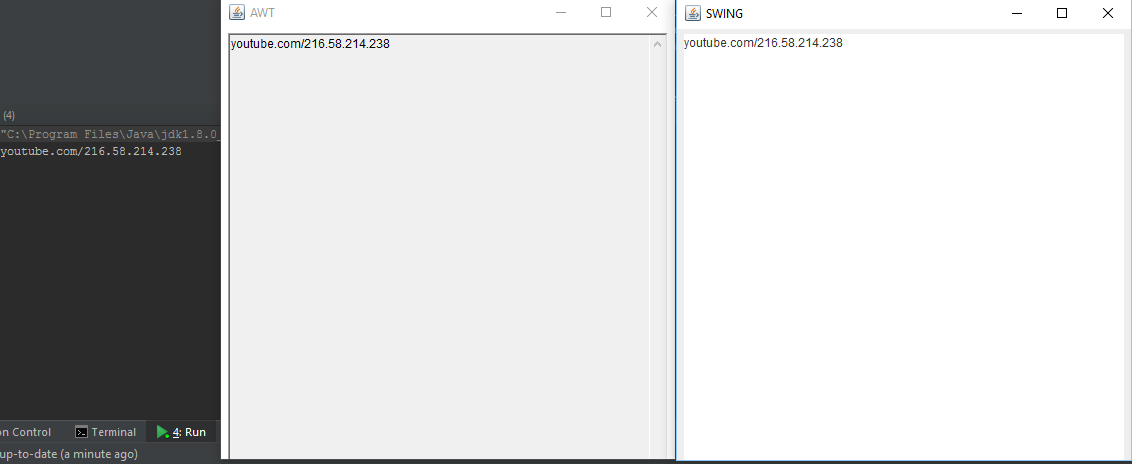 (4)
"C:\Program Files\Java\jdk1.8.0_
youtube.com/216.58.214.238
on Control
Terminal
4: Run
up-to-date (a minute ago)
AWT
youtube.com/216.58.214.238
SWING
youtube.com/216.58.214.238